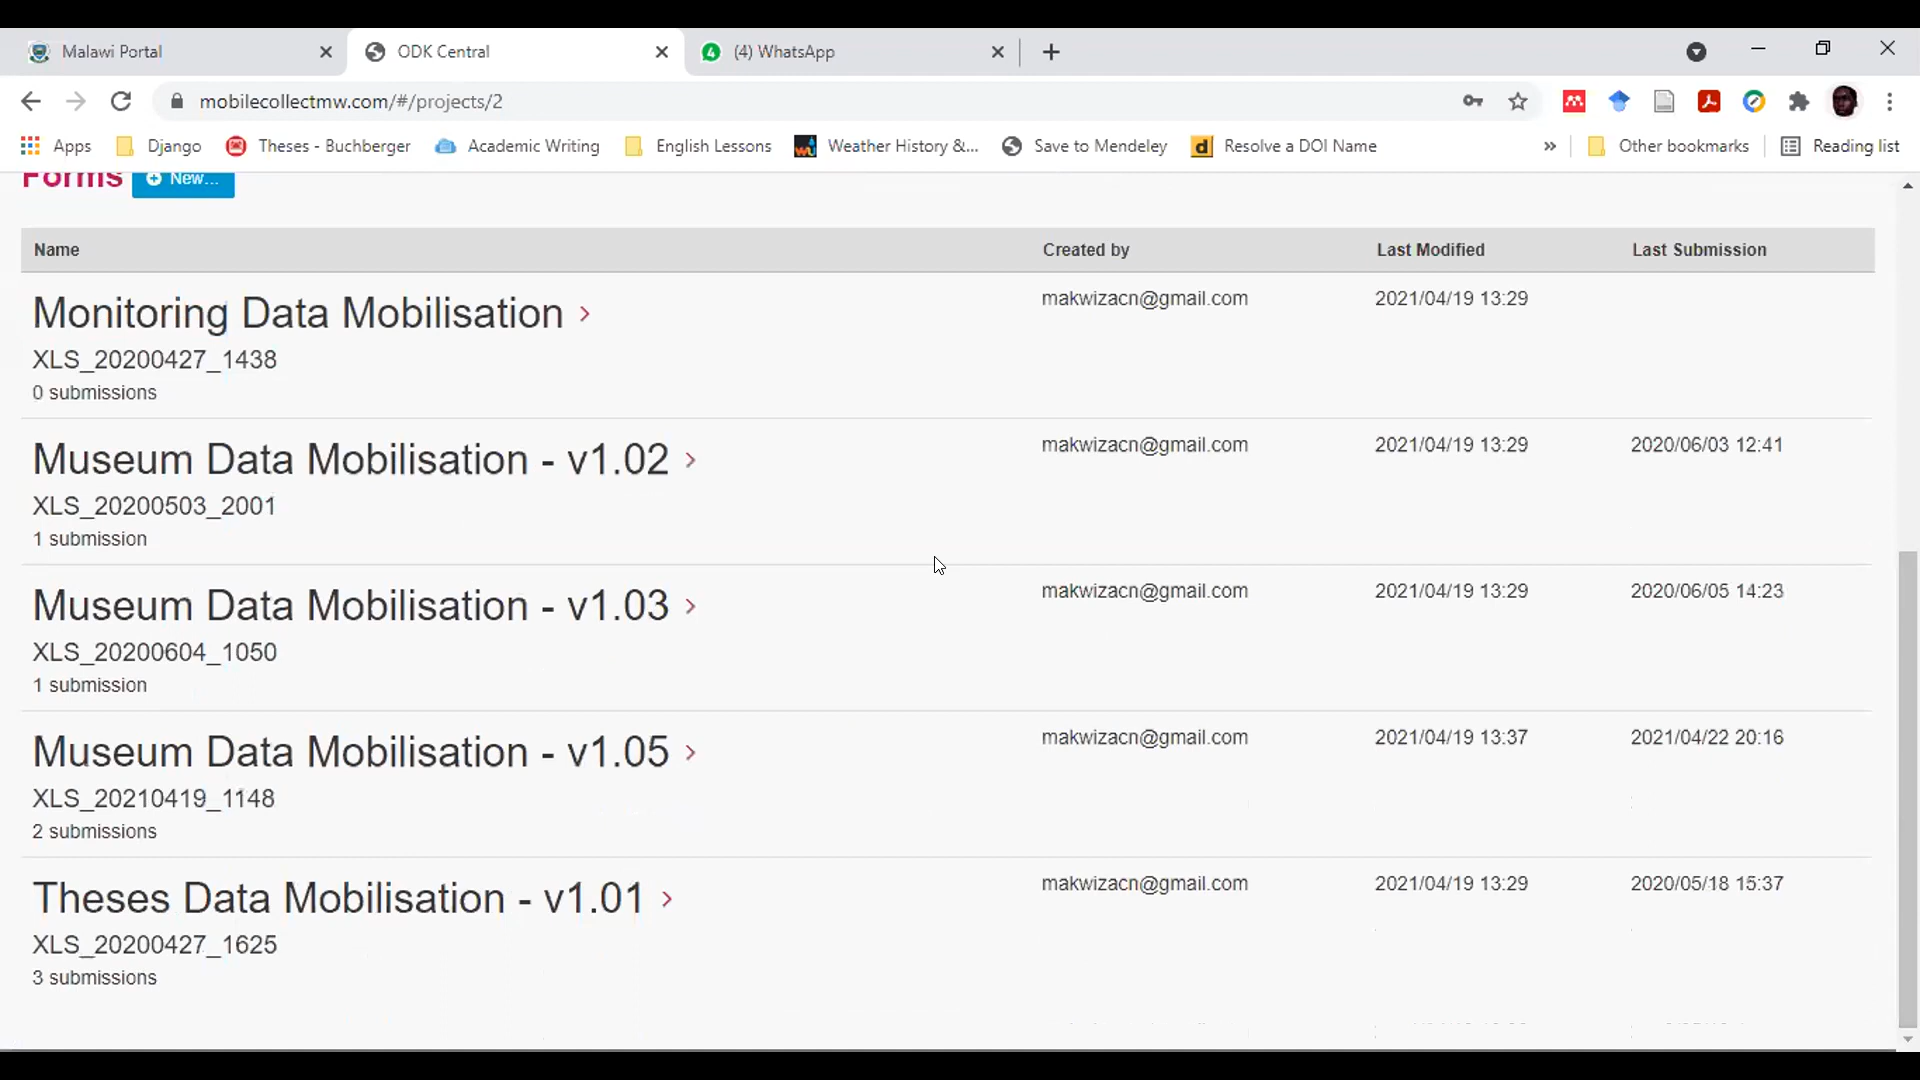 Malawi Portal
ODK Central
(4) WhatsApp
mobilecollectmw.com/#/projects/2
Apps Django Theses - Buchberger Academic Writing English Lessons Weather History &... Save to Mendeley Resolve a DOI Name » Other bookmarks Reading list
Forms New...
Name Created by Last Modified Last Submission
Monitoring Data Mobilisation makwizacn@gmail.com 2021/04/19 13:29
XLS_20200427_1438
0 submissions
Museum Data Mobilisation - v1.02 makwizacn@gmail.com 2021/04/19 13:29 2020/06/03 12:41
XLS_20200503_2001
1 submission
Museum Data Mobilisation - v1.03 makwizacn@gmail.com 2021/04/19 13:29 2020/06/05 14:23
XLS_20200604_1050
1 submission
Museum Data Mobilisation - v1.05 makwizacn@gmail.com 2021/04/19 13:37 2021/04/22 20:16
XLS_20210419_1148
2 submissions
Theses Data Mobilisation - v1.01 makwizacn@gmail.com 2021/04/19 13:29 2020/05/18 15:37
XLS_20200427_1625
3 submissions